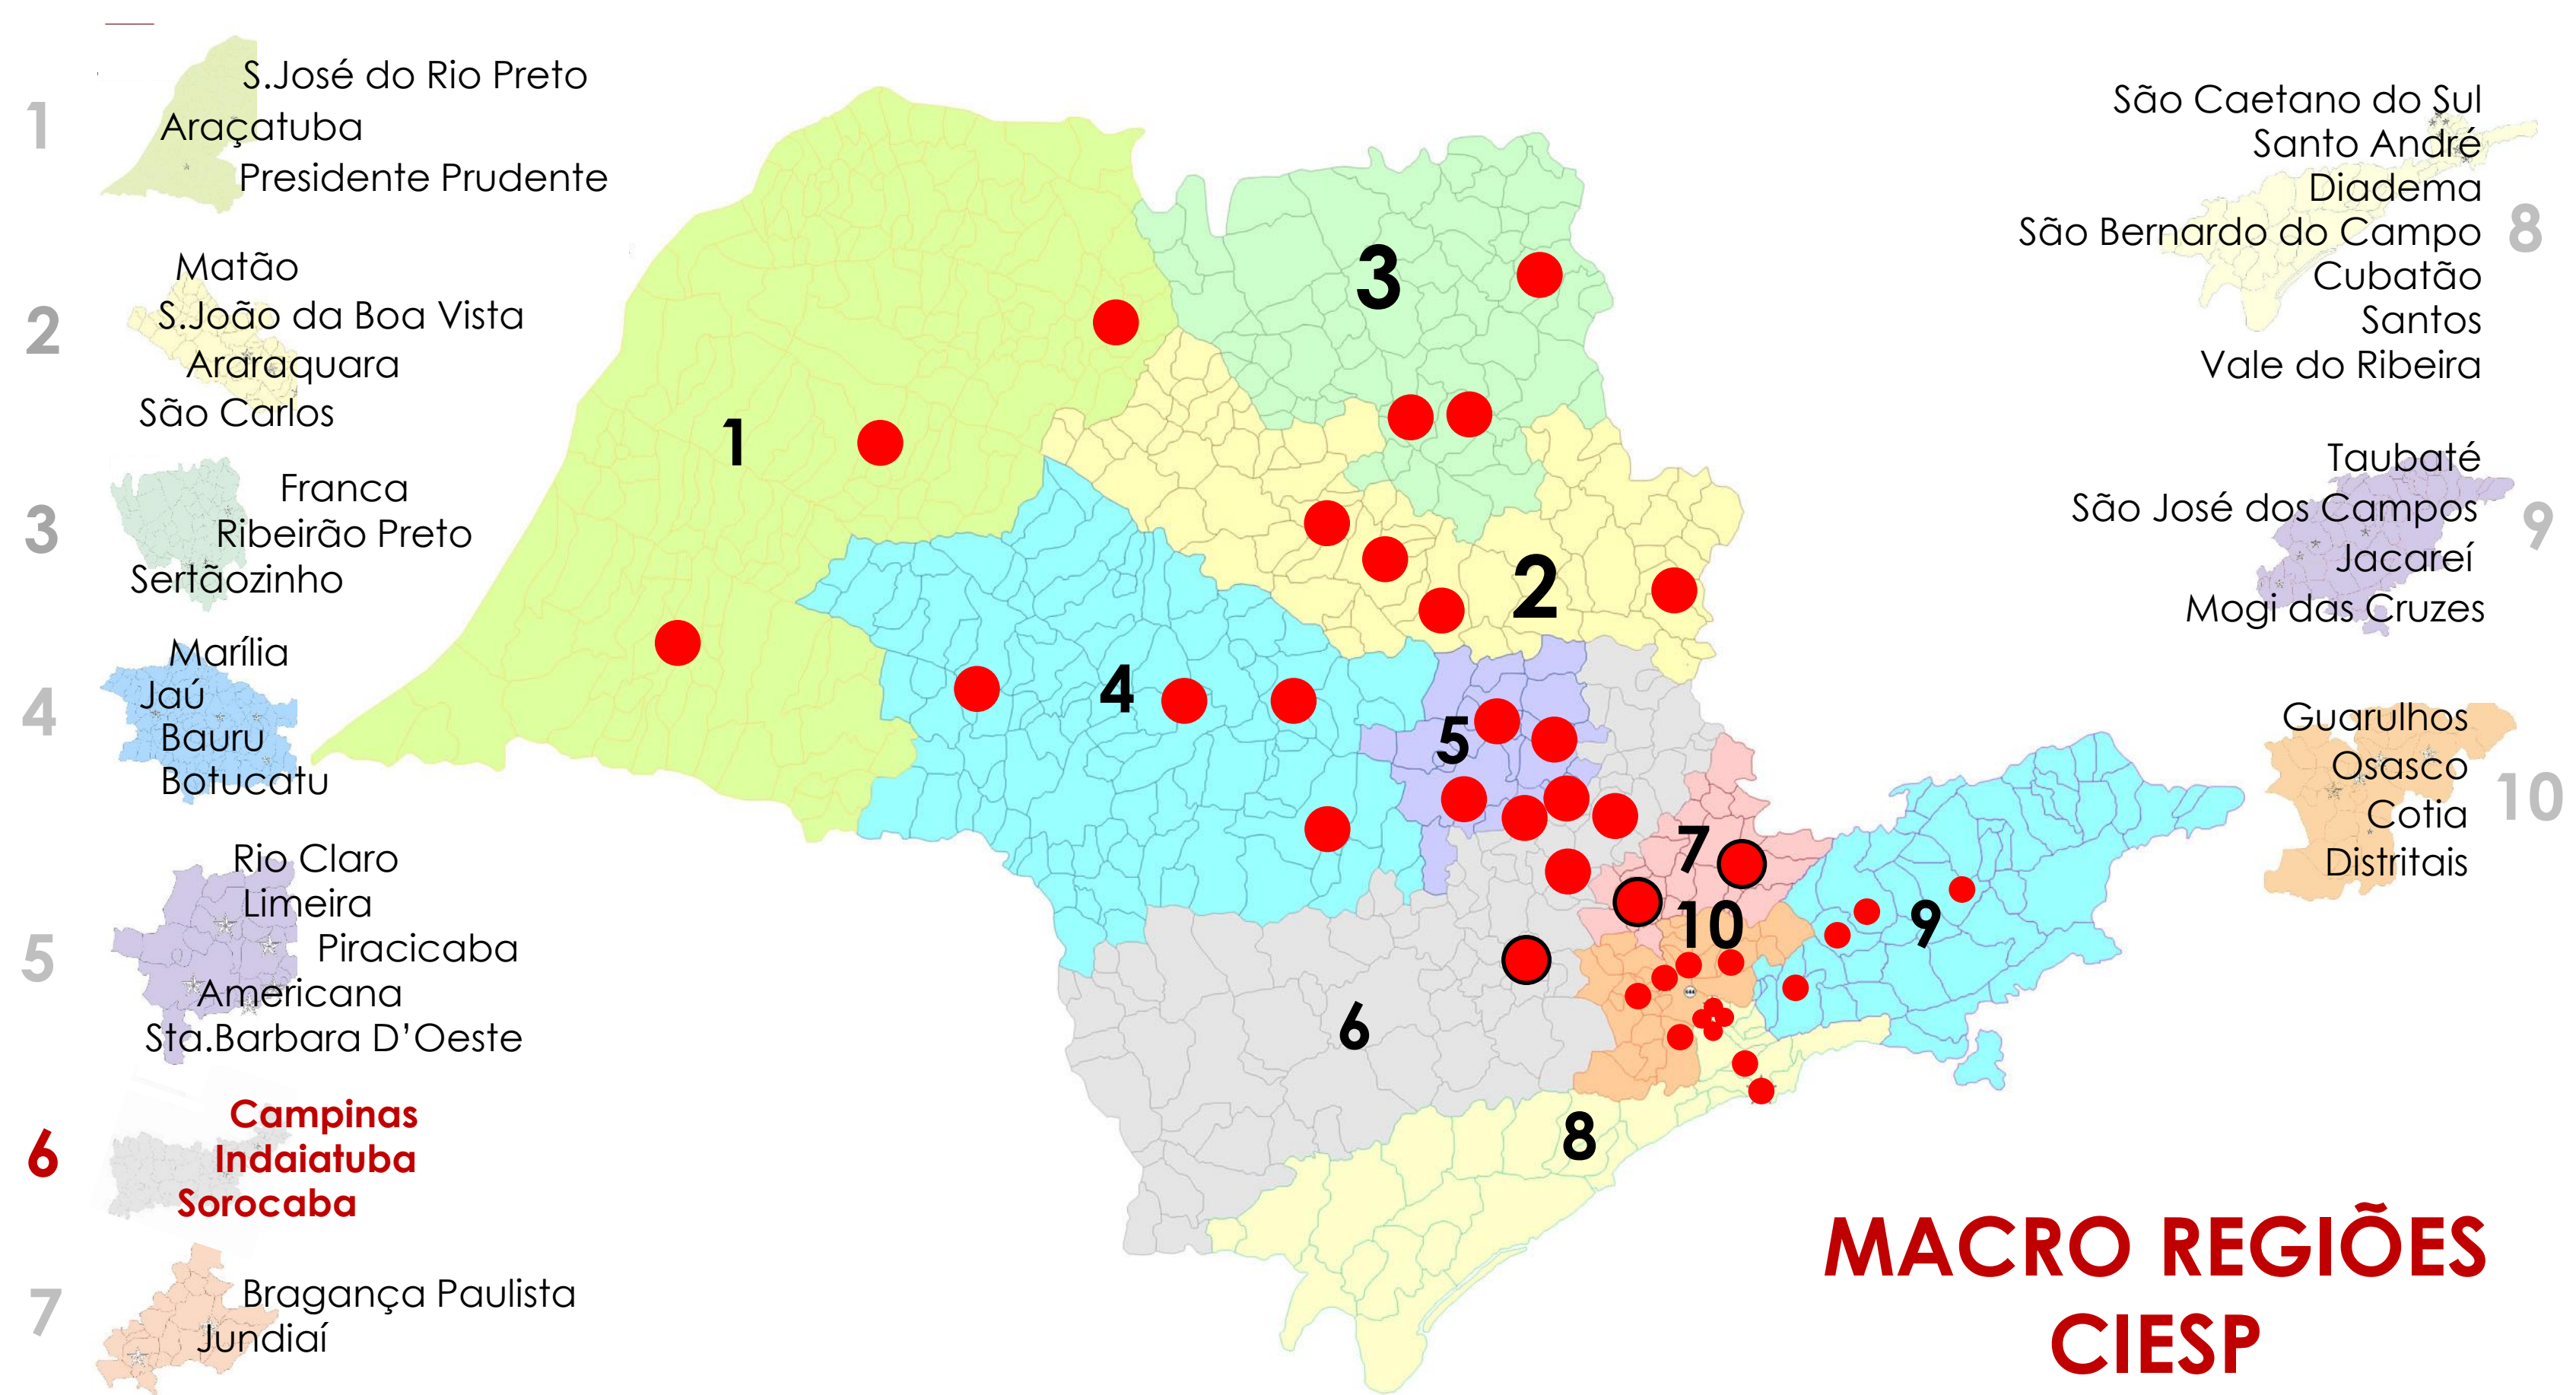 1
S.José do Rio Preto
Araçatuba
Presidente Prudente
2
Matão
S.João da Boa Vista
Araraquara
São Carlos
3
Franca
Ribeirão Preto
Sertãozinho
4
Marília
Jaú
Bauru
Botucatu
5
Rio Claro
Limeira
Piracicaba
Americana
Sta.Barbara D’Oeste
6
Campinas
Indaiatuba
Sorocaba
7
Bragança Paulista
Jundiaí
3
1
2
4
5
7
10
9
6
8
São Caetano do Sul
Santo André
Diadema
São Bernardo do Campo
8
Cubatão
Santos
Vale do Ribeira
Taubaté
São José dos Campos
9
Jacareí
Mogi das Cruzes
Guarulhos
Osasco
10
Cotia
Distritais
MACRO REGIÕES
CIESP